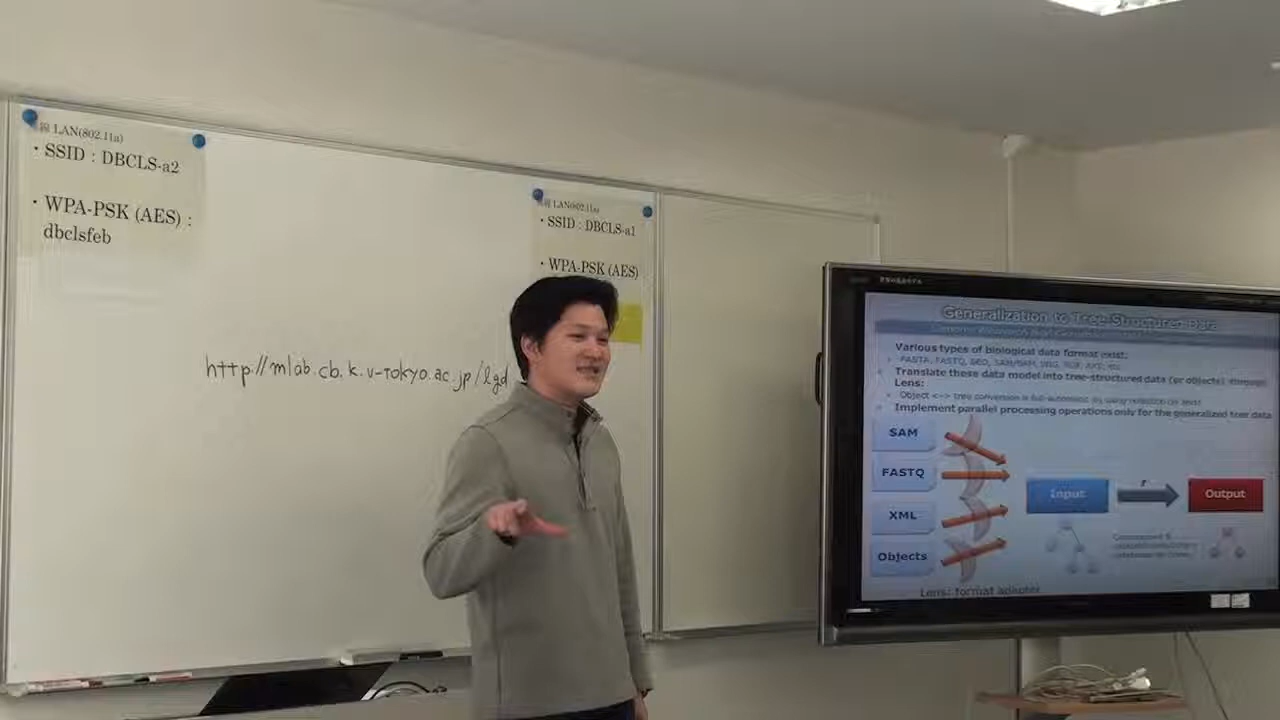 LAN(802.11a)
・SSID : DBCLS-a2
・WPA-PSK (AES) :
dbclsfeb
LAN(802.11a)
・SSID : DBCLS-a1
・WPA-PSK (AES)
http://mlab.cb.k.u-tokyo.ac.jp/lgd
Generalization to Tree-Structured Data
Various types of biological data format exist.
Translate these data model into tree-structured data (or objects) through
Lens:
Implement parallel processing operations only for the generalized tree data
SAM
FASTQ
XML
Objects
Input
Output
Lens: format adapter